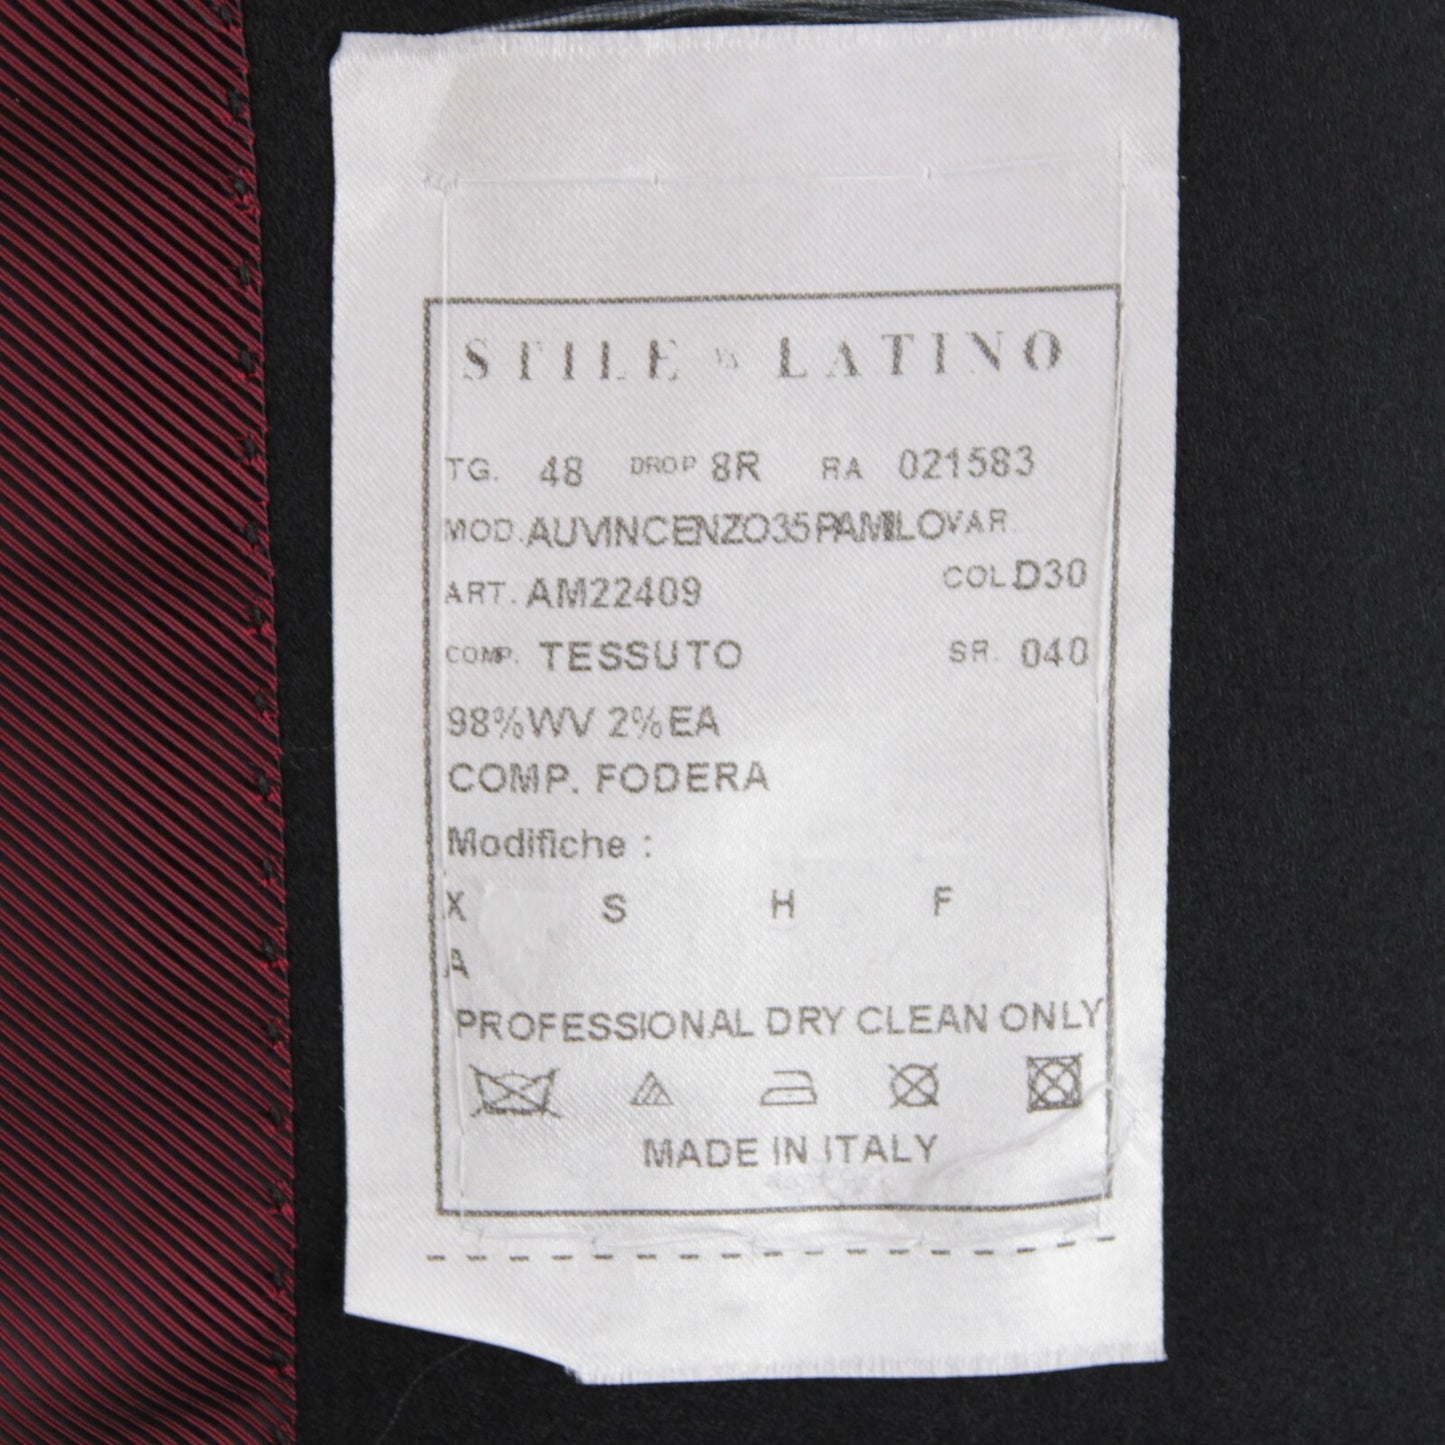 STILE LATINO
TG. 48 DROP 8R RA 021583
MOD. AUVINCENZO35PAMILO VAR.
ART. AM22409 COL. D30
COMP. TESSUTO SR. 040
98%WV 2%EA
COMP. FODERA
Modifiche :
X S H F
A
PROFESSIONAL DRY CLEAN ONLY
MADE IN ITALY